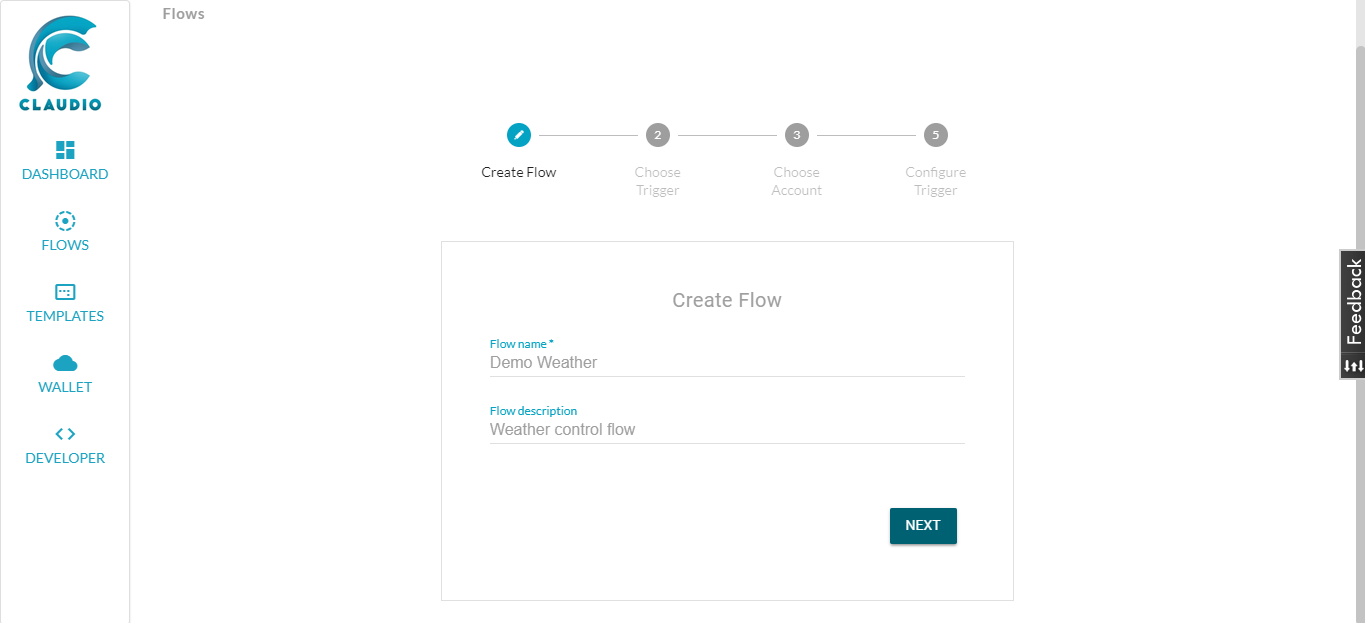 Flows
CLAUDIO
DASHBOARD
FLOWS
TEMPLATES
WALLET
DEVELOPER
2
3
5
Create Flow
Choose
Trigger
Choose
Account
Configure
Trigger
Create Flow
Flow name *
Demo Weather
Flow description
Weather control flow
NEXT
Feedback